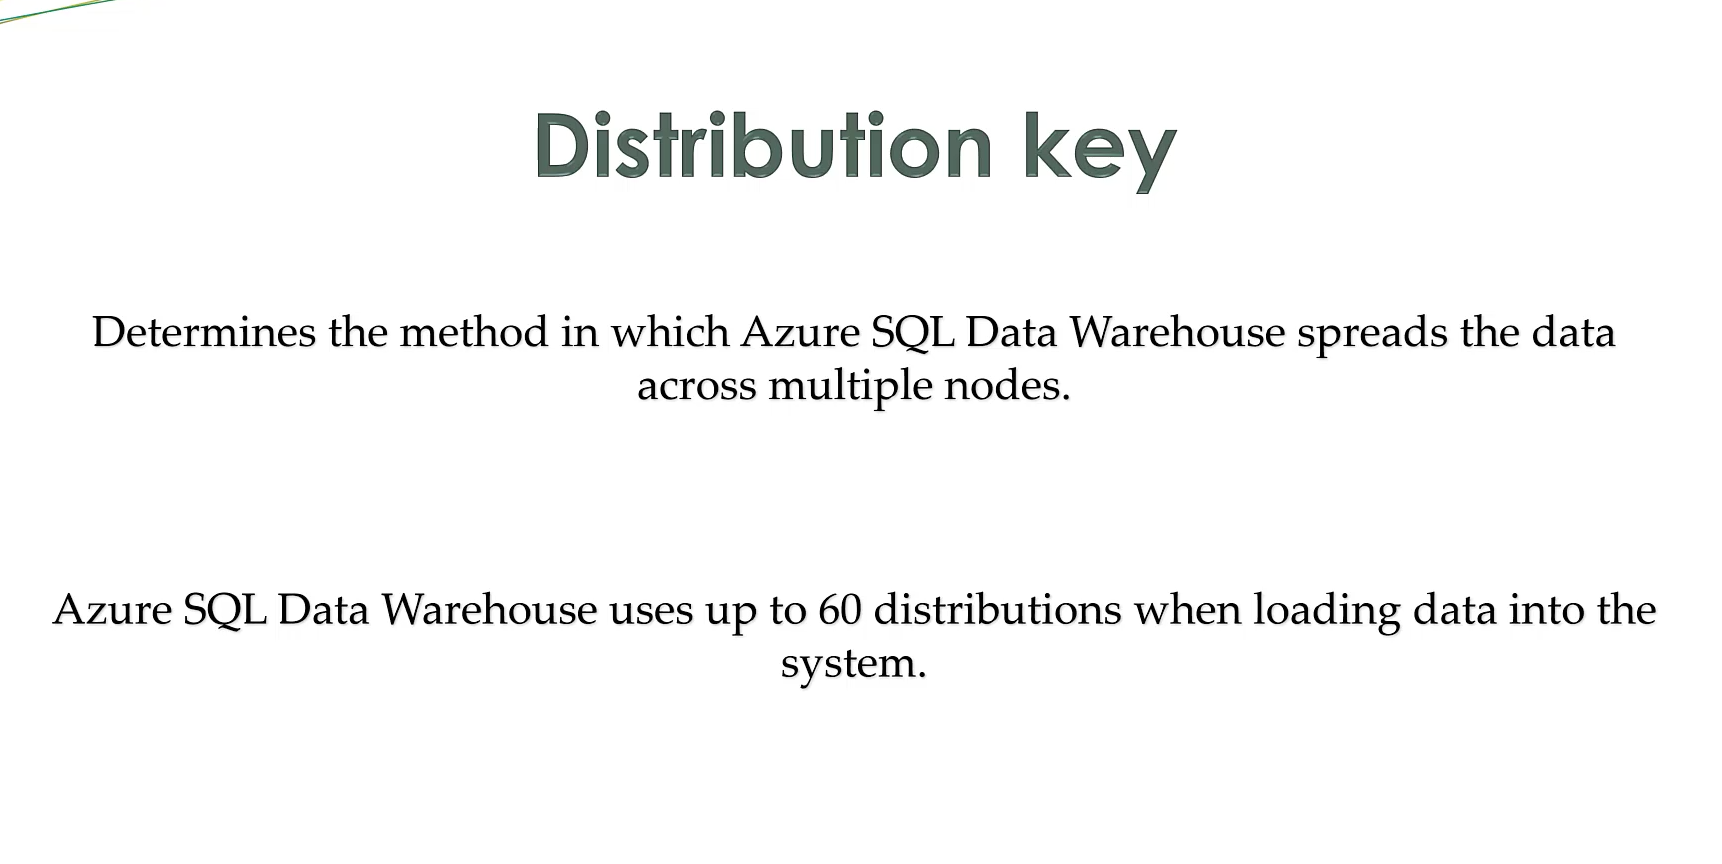 Distribution key
Determines the method in which Azure SQL Data Warehouse spreads the data
across multiple nodes.
Azure SQL Data Warehouse uses up to 60 distributions when loading data into the
system.